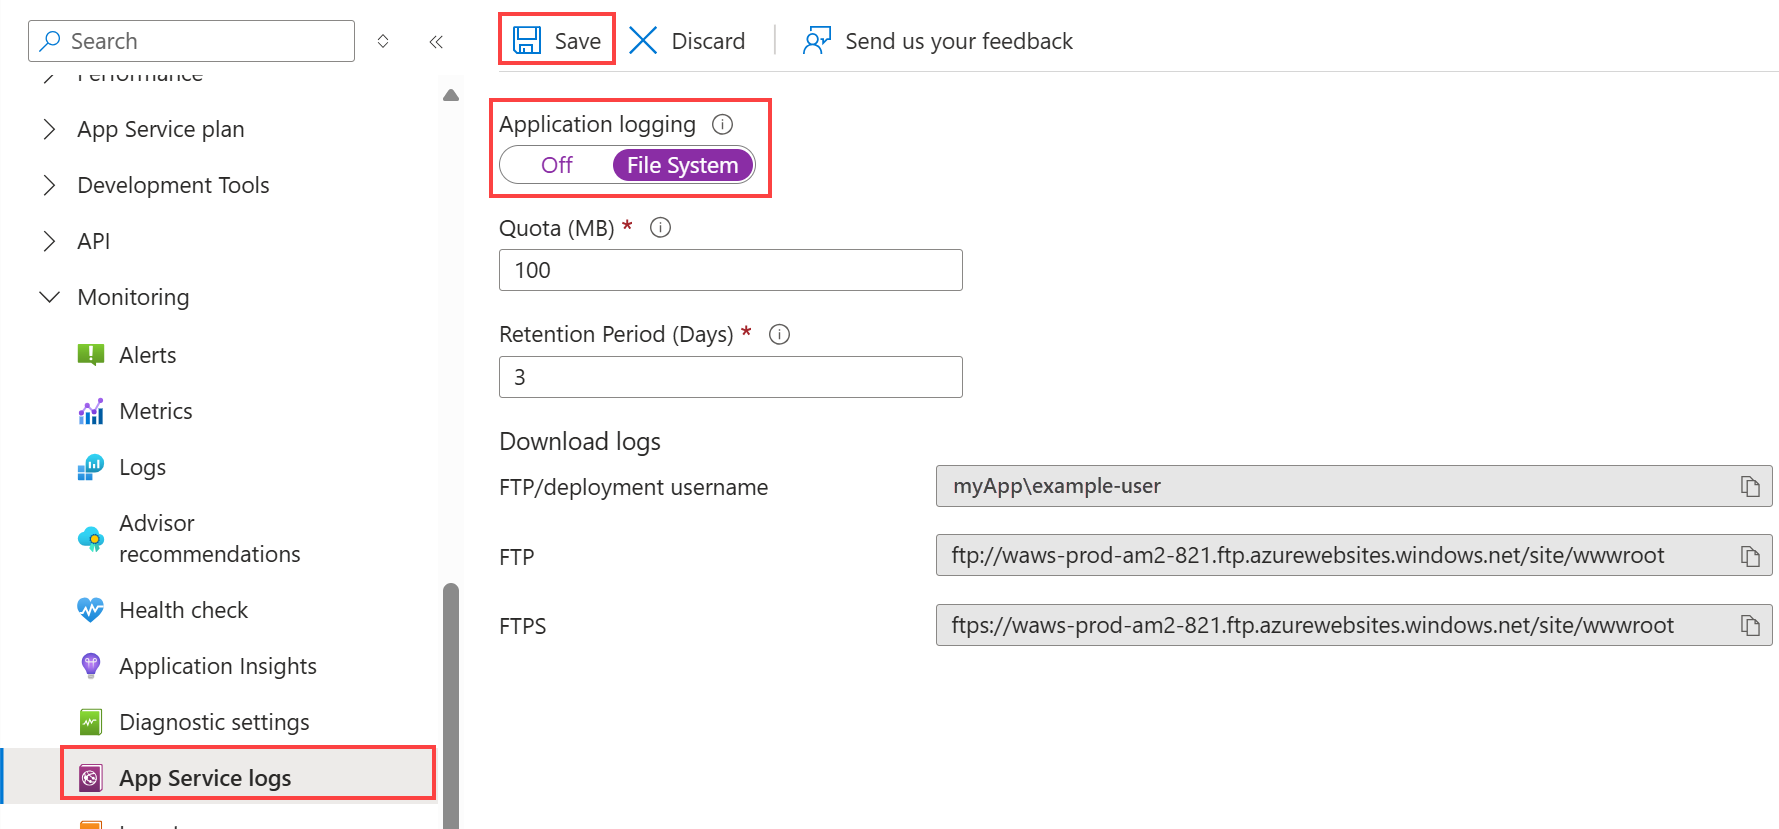 Search
Save
Discard
Send us your feedback
Performance
App Service plan
Development Tools
API
Monitoring
Alerts
Metrics
Logs
Advisor
recommendations
Health check
Application Insights
Diagnostic settings
App Service logs
Application logging
Off
File System
Quota (MB) *
100
Retention Period (Days) *
3
Download logs
FTP/deployment username
myApp\example-user
FTP
ftp://waws-prod-am2-821.ftp.azurewebsites.windows.net/site/wwwroot
FTPS
ftps://waws-prod-am2-821.ftp.azurewebsites.windows.net/site/wwwroot